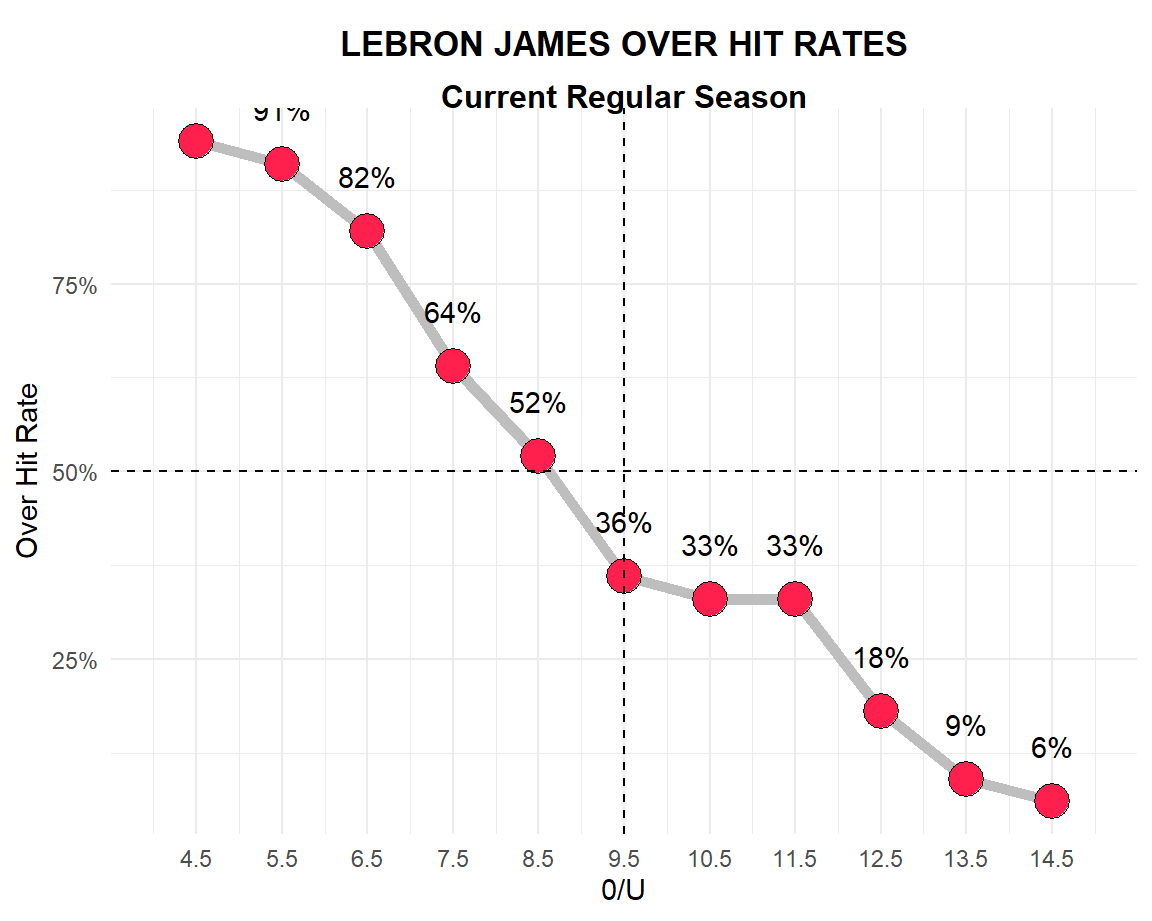 LEBRON JAMES OVER HIT RATES
Current Regular Season
91%
82%
64%
52%
36%
33%
33%
18%
9%
6%
75%
50%
25%
Over Hit Rate
4.5 5.5 6.5 7.5 8.5 9.5 10.5 11.5 12.5 13.5 14.5
0/U